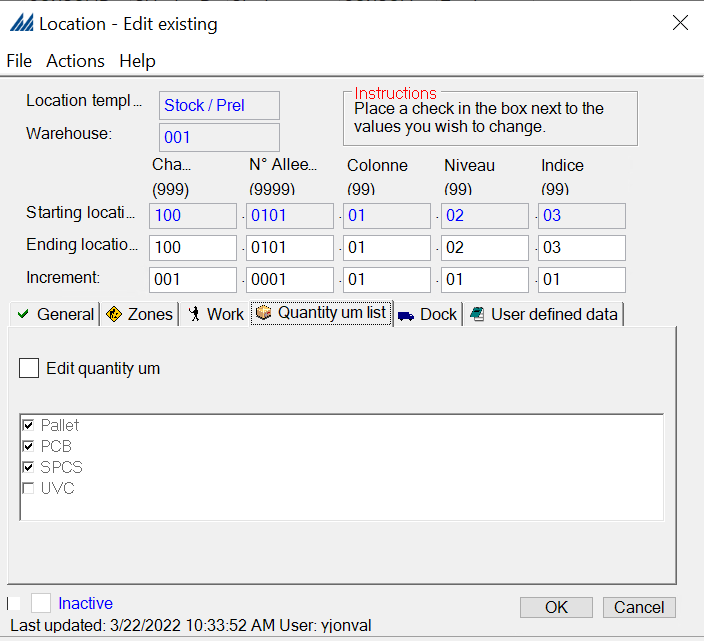 Location - Edit existing
File Actions Help
Location templ...
Stock / Prel
Instructions
Place a check in the box next to the
values you wish to change.
Warehouse:
001
Cha... N° Allee... Colonne Niveau Indice
(999) (9999) (99) (99) (99)
Starting locati... 100 . 0101 . 01 . 02 . 03
Ending locatio... 100 . 0101 . 01 . 02 . 03
Increment: 001 . 0001 . 01 . 01 . 01
General Zones Work Quantity um list Dock User defined data
Edit quantity um
Pallet
PCB
SPCS
UVC
Inactive
OK Cancel
Last updated: 3/22/2022 10:33:52 AM User: yjonval